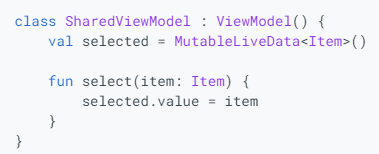 class SharedViewModel : ViewModel() {
    val selected = MutableLiveData<Item>()

    fun select(item: Item) {
        selected.value = item
    }
}